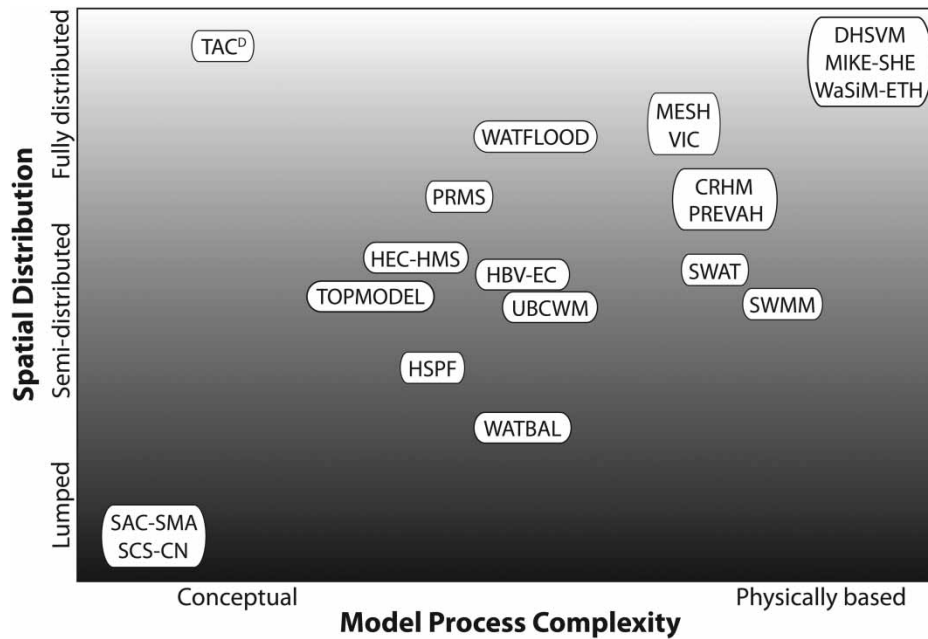 Spatial Distribution
Fully distributed
Semi-distributed
Lumped
TACᴰ
DHSVM
MIKE-SHE
WaSiM-ETH
MESH
VIC
WATFLOOD
CRHM
PREVAH
PRMS
HEC-HMS
HBV-EC
SWAT
TOPMODEL
UBCWM
SWMM
HSPF
WATBAL
SAC-SMA
SCS-CN
Conceptual
Physically based
Model Process Complexity